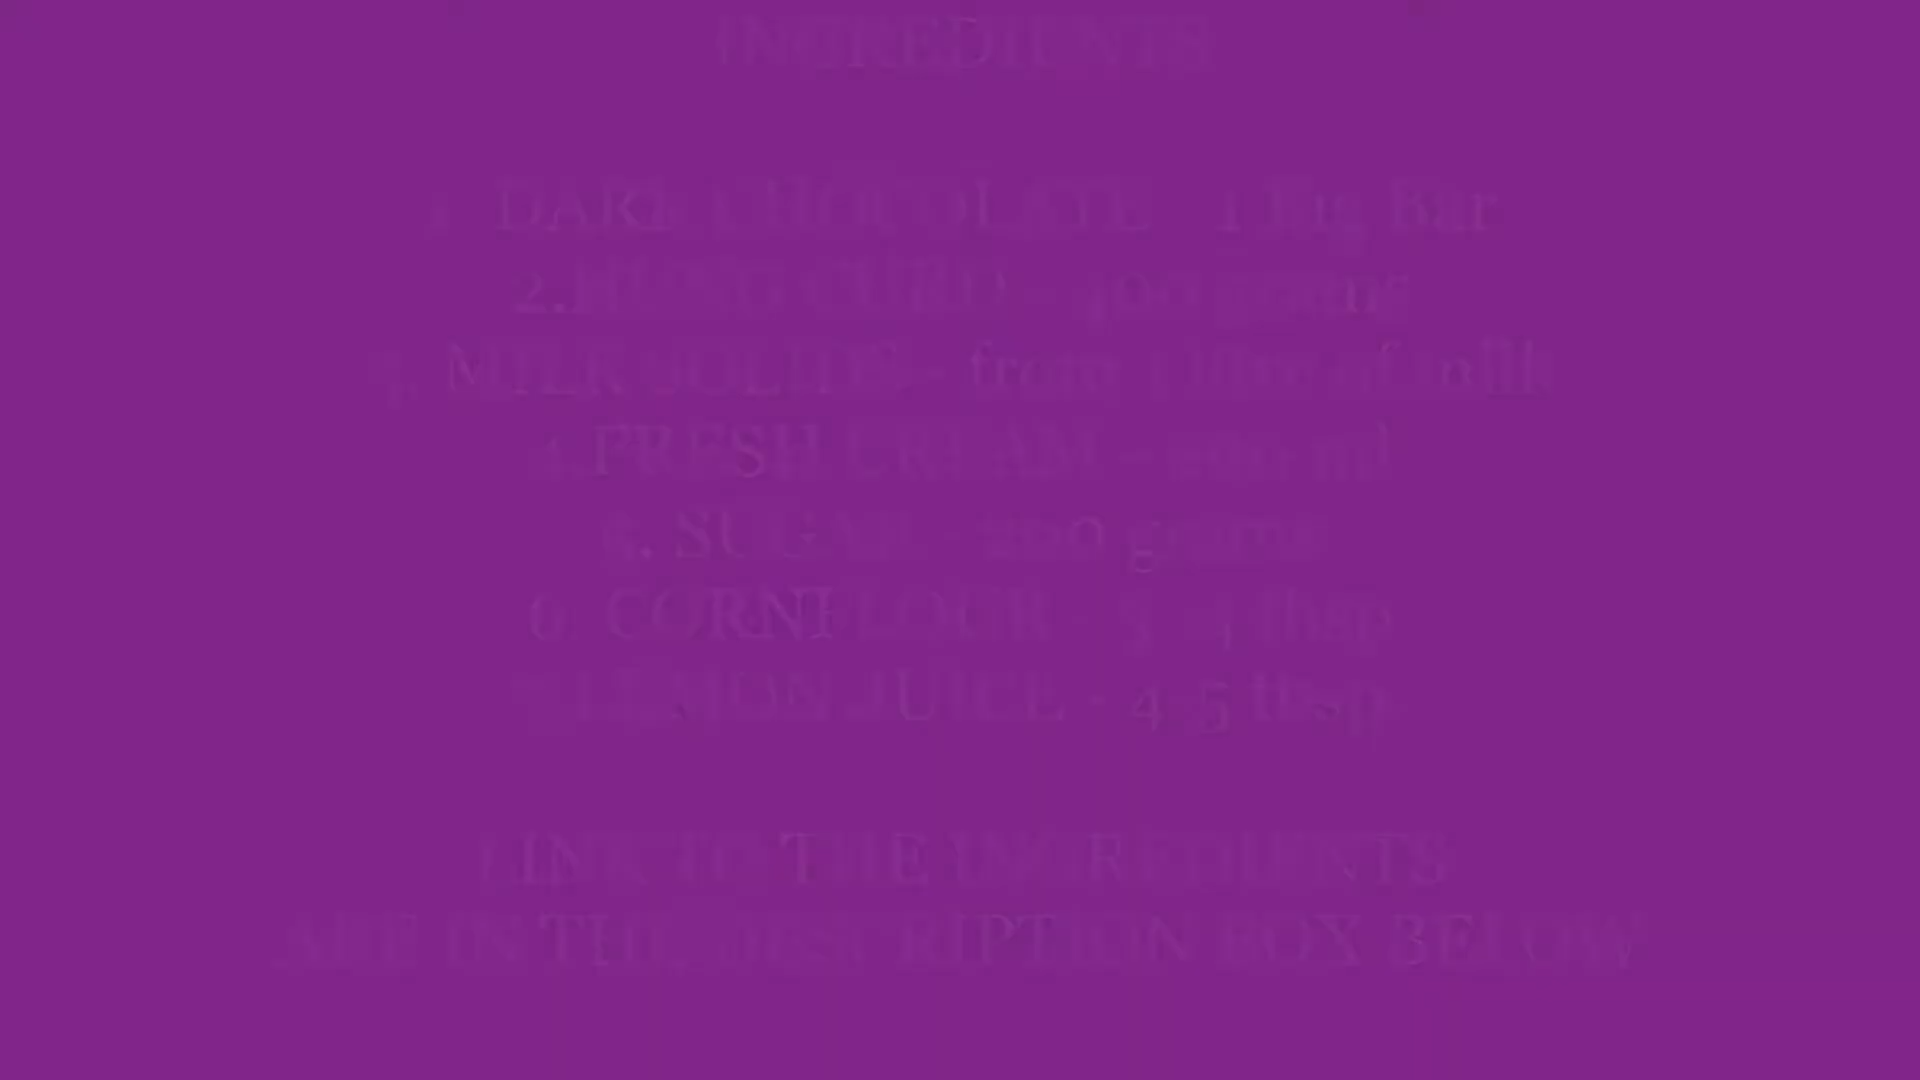 INGREDIENTS
1. DARK CHOCOLATE - 1 Big Bar
2.HUNG CURD - 400 grams
3. MILK SOLIDS - from 1 litre of milk
4.FRESH CREAM - ml
5. SUGAR - 200 grams
6. CORNFLOUR - 3 -4 tbsp
7.LEMON JUICE - 4-5 tbsp
LINK TO THE INGREDIENTS
ARE IN THE DESCRIPTION BOX BELOW